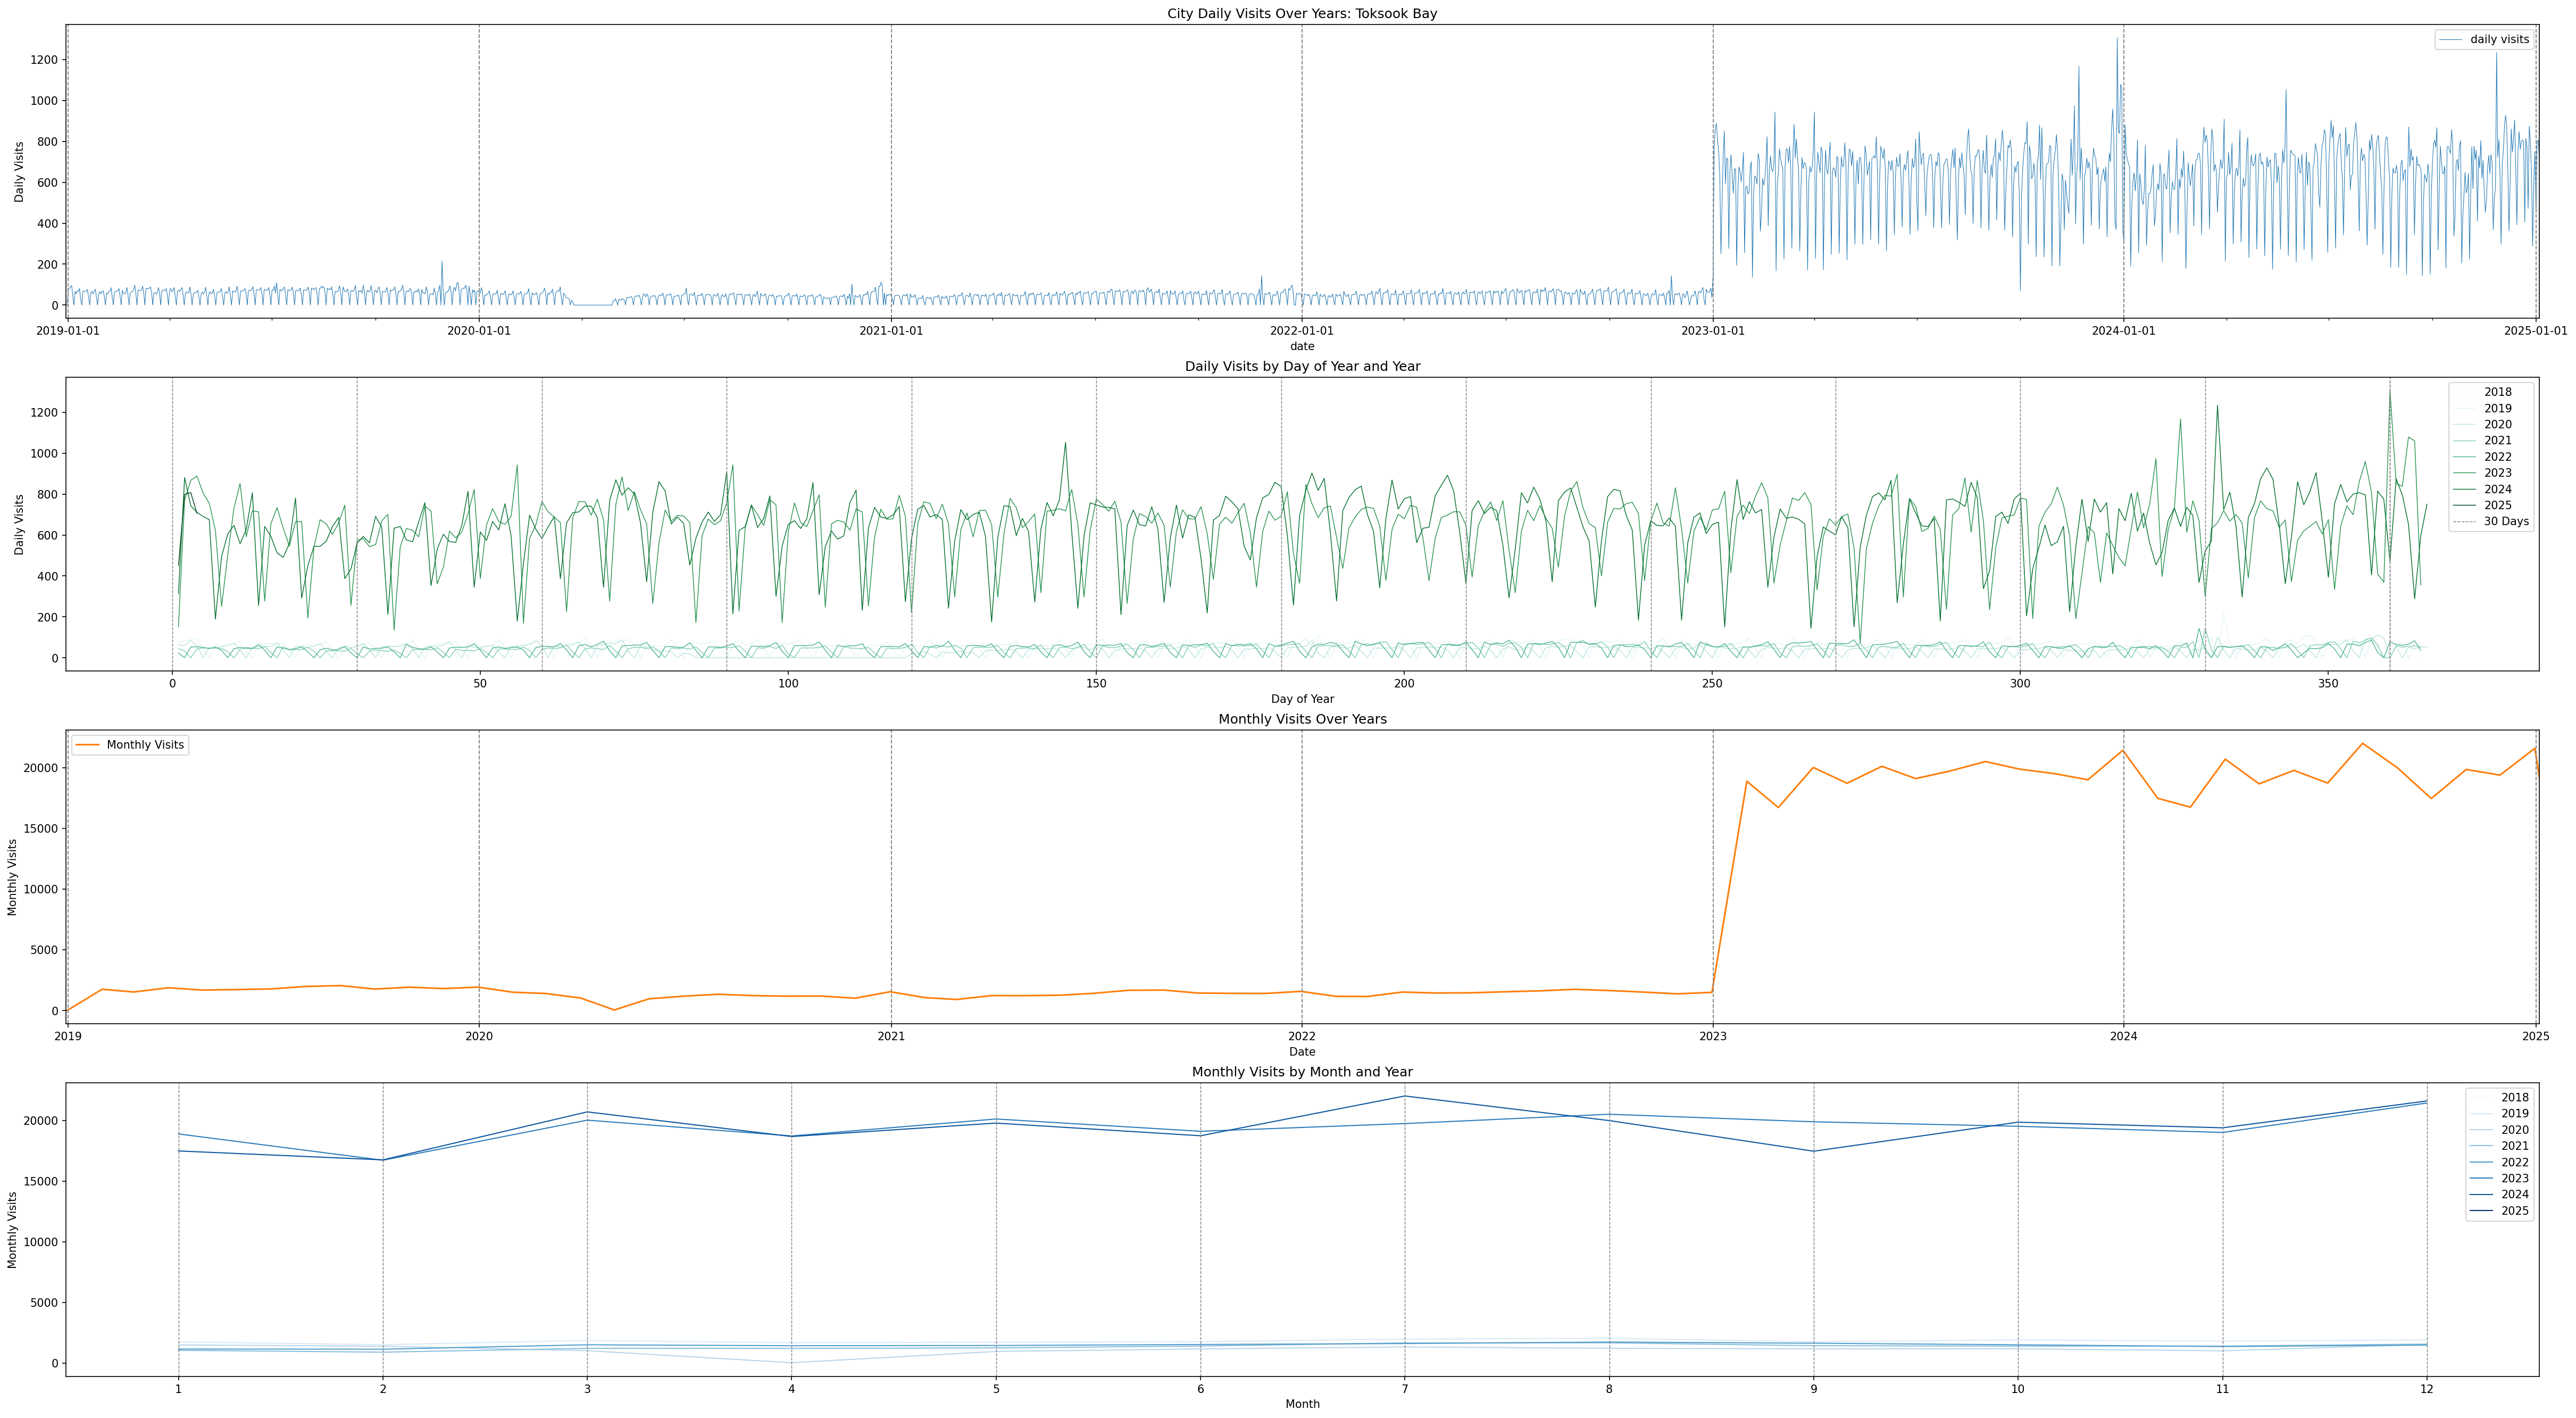 City Daily Visits Over Years: Toksook Bay
daily visits
Daily Visits
1200
1000
800
600
400
200
0
2019-01-01 2020-01-01 2021-01-01 2022-01-01 2023-01-01 2024-01-01 2025-01-01
date
Daily Visits by Day of Year and Year
2018
2019
2020
2021
2022
2023
2024
2025
30 Days
Daily Visits
1200
1000
800
600
400
200
0
0 50 100 150 200 250 300 350
Day of Year
Monthly Visits Over Years
Monthly Visits
Monthly Visits
20000
15000
10000
5000
0
2019 2020 2021 2022 2023 2024 2025
Date
Monthly Visits by Month and Year
2018
2019
2020
2021
2022
2023
2024
2025
Monthly Visits
20000
15000
10000
5000
0
1 2 3 4 5 6 7 8 9 10 11 12
Month